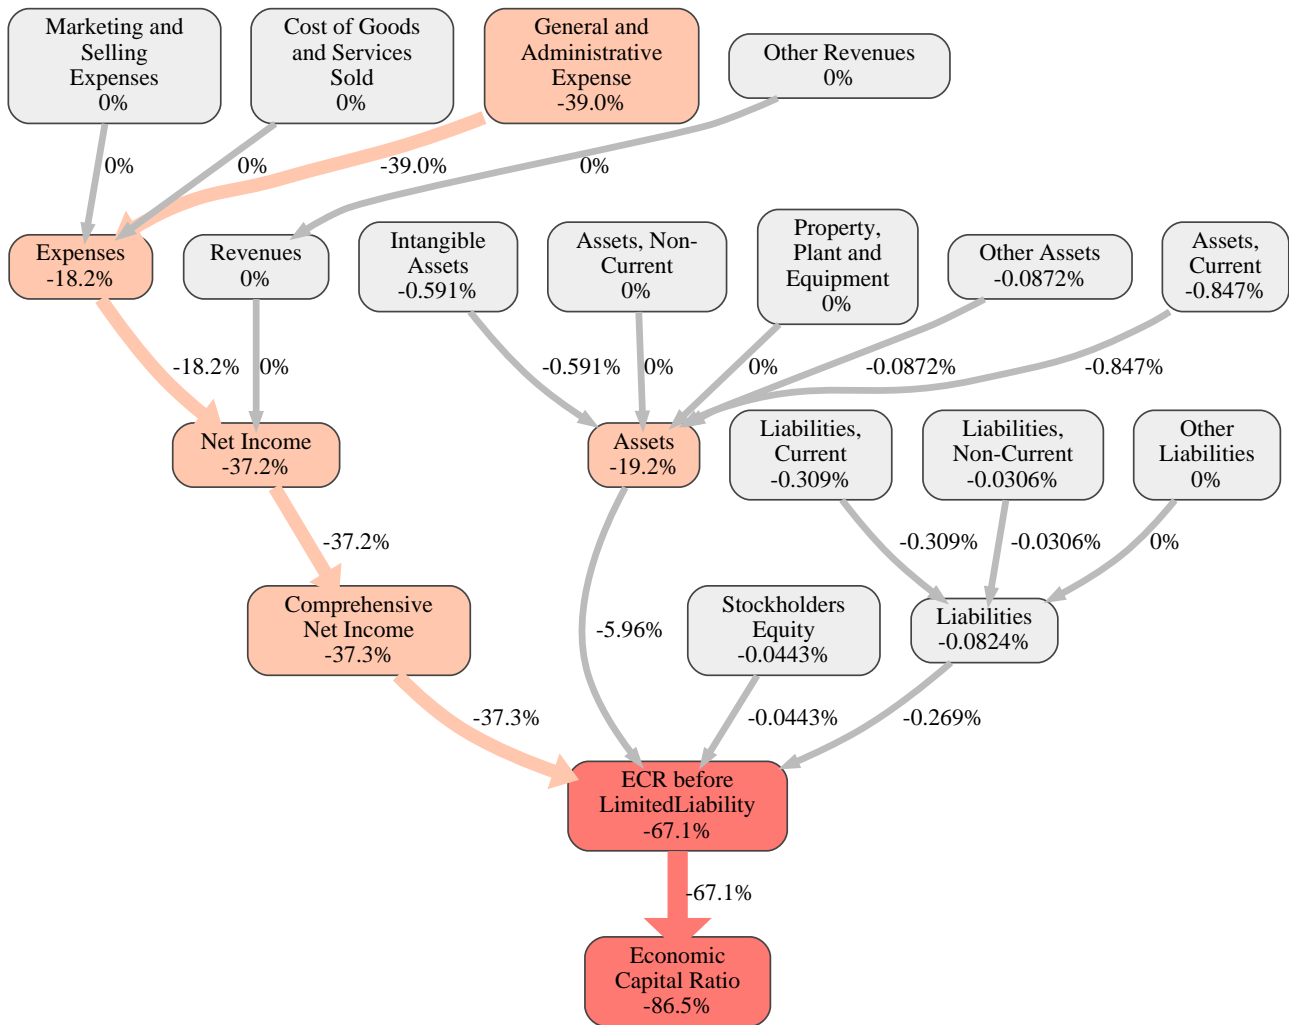 Marketing and
Selling
Expenses
0%
Cost of Goods
and Services
Sold
0%
General and
Administrative
Expense
-39.0%
Other Revenues
0%
0%
0%
-39.0%
0%
Expenses
-18.2%
Revenues
0%
Intangible
Assets
-0.591%
Assets, Non-
Current
0%
Property,
Plant and
Equipment
0%
Other Assets
-0.0872%
Assets,
Current
-0.847%
-18.2%
0%
-0.591%
0%
0%
-0.0872%
-0.847%
Net Income
-37.2%
Assets
-19.2%
Liabilities,
Current
-0.309%
Liabilities,
Non-Current
-0.0306%
Other
Liabilities
0%
-37.2%
-0.309%
-0.0306%
0%
Comprehensive
Net Income
-37.3%
-5.96%
Stockholders
Equity
-0.0443%
Liabilities
-0.0824%
-37.3%
-0.0443%
-0.269%
ECR before
LimitedLiability
-67.1%
-67.1%
Economic
Capital Ratio
-86.5%